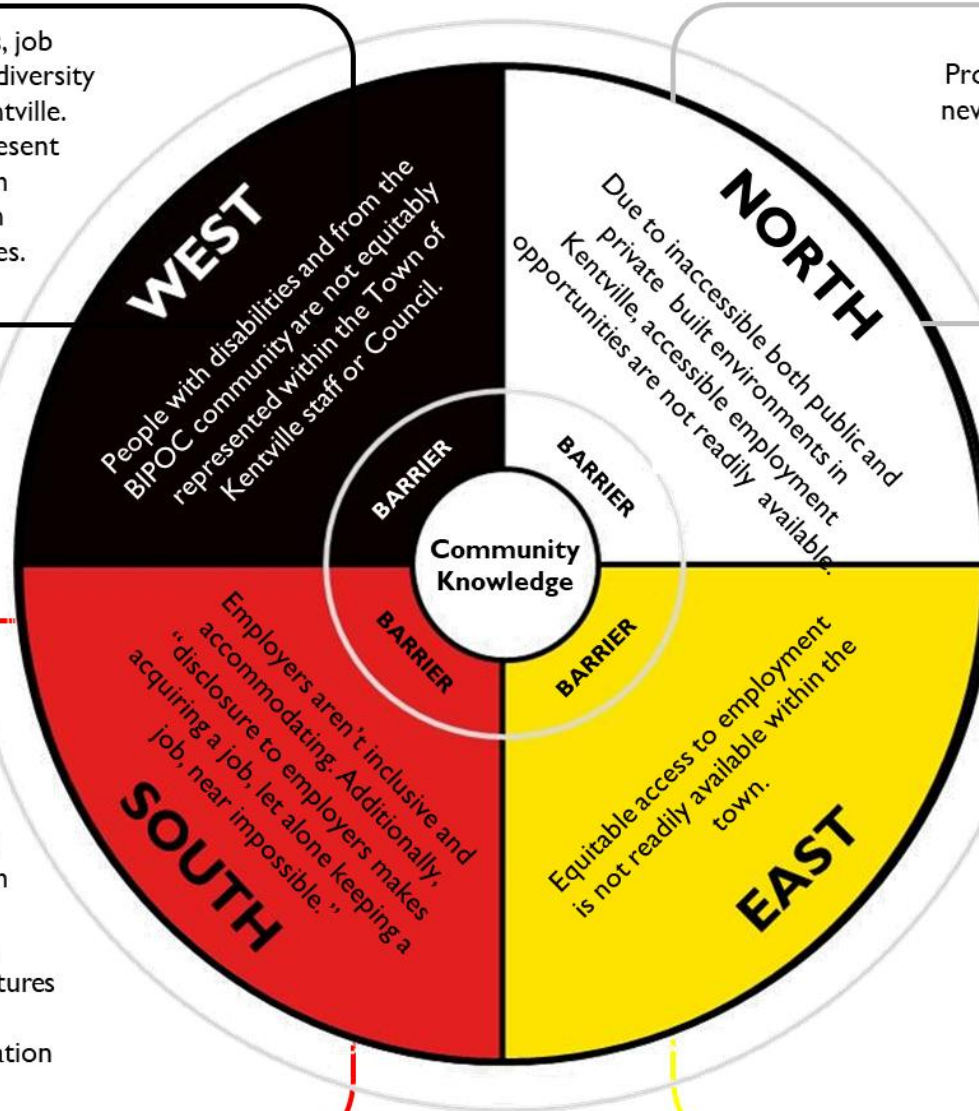 , job
diversity
ntville.
esent
n
n
es.
Pro
nev
WEST
People with disabilities and from the
BIPOC community are not equitably
represented within the Town of
Kentville staff or Council.
BARRIER
NORTH
Due to inaccessible both public and
private built environments in
Kentville, accessible employment
opportunities are not readily available.
BARRIER
Community
Knowledge
SOUTH
Employers aren't inclusive and
accommodating. Additionally,
“disclosure to employers makes
acquiring a job, let alone keeping a
job, near impossible.”
BARRIER
EAST
Equitable access to employment
is not readily available within the
town.
BARRIER
n
tures
ation